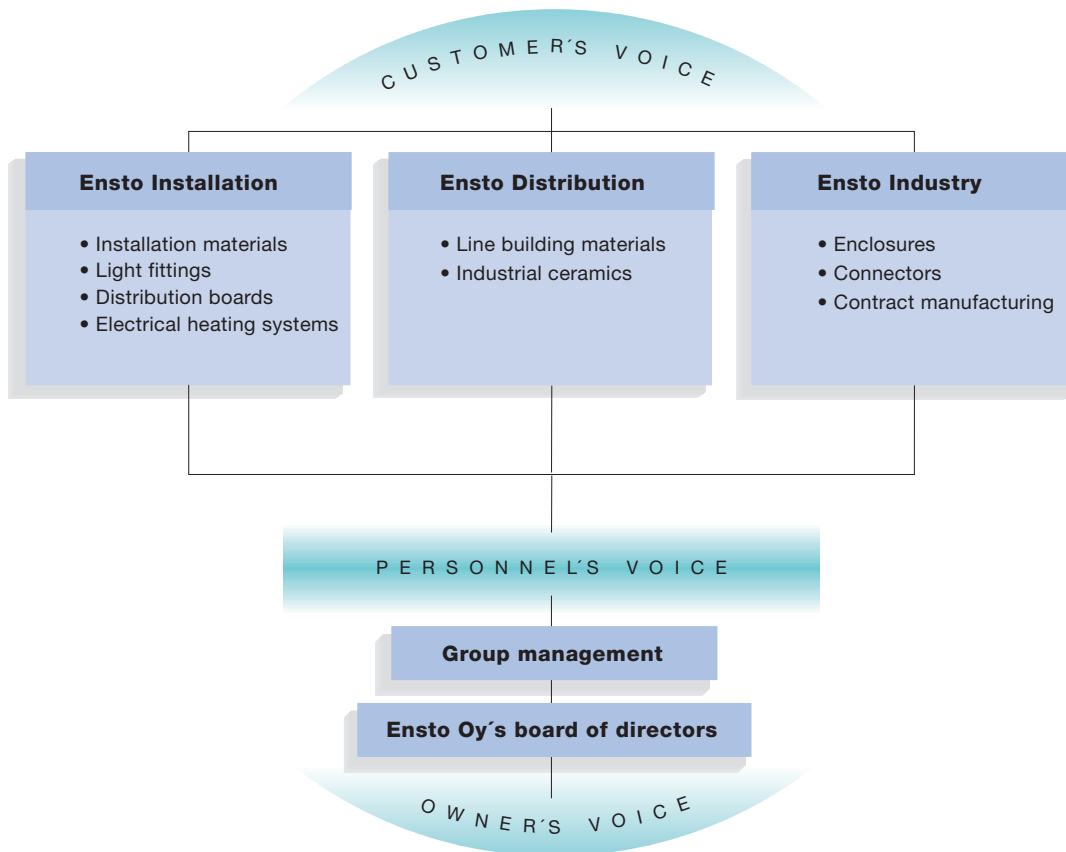 CUSTOMER´S VOICE
Ensto Installation
• Installation materials
• Light fittings
• Distribution boards
• Electrical heating systems
Ensto Distribution
• Line building materials
• Industrial ceramics
Ensto Industry
• Enclosures
• Connectors
• Contract manufacturing
PERSONNEL´S VOICE
Group management
Ensto Oy´s board of directors
OWNER´S VOICE